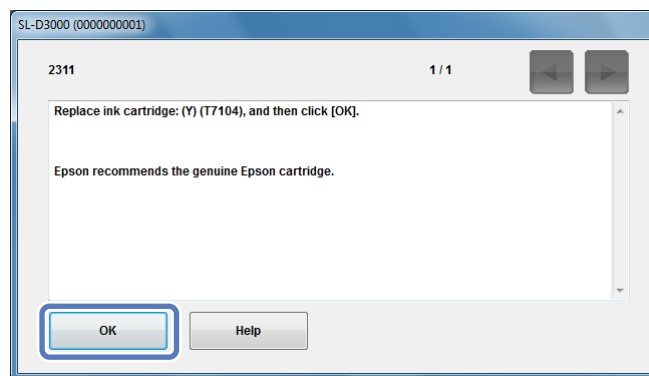 SL-D3000 (0000000001)
2311 1 / 1
Replace ink cartridge: (Y) (T7104), and then click [OK].
Epson recommends the genuine Epson cartridge.
OK Help